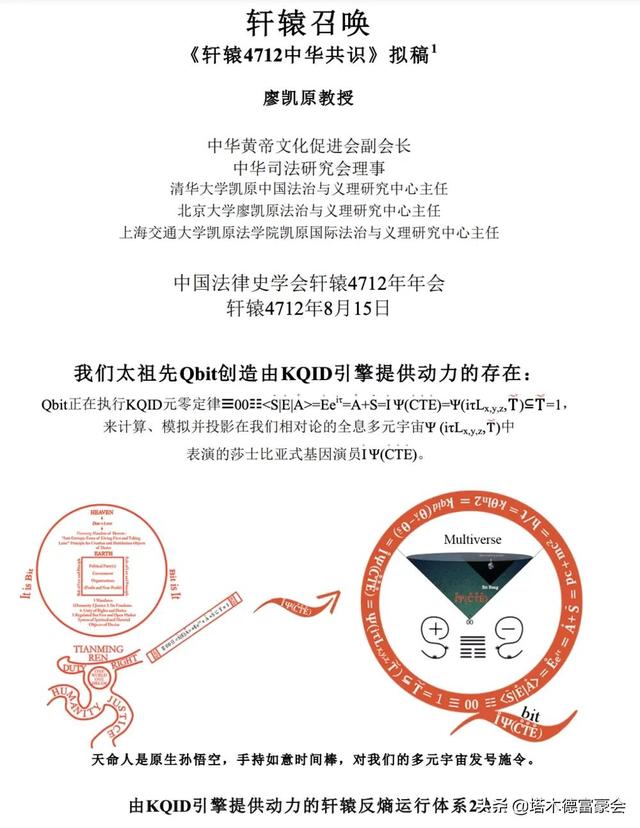 轩辕召唤
《轩辕4712中华共识》拟稿1
廖凯原教授
中华黄帝文化促进会副会长
中华司法研究会理事
清华大学凯原中国法治与义理研究中心主任
北京大学廖凯原法治与义理研究中心主任
上海交通大学凯原法学院凯原国际法治与义理研究中心主任
中国法律史学会轩辕4712年年会
轩辕4712年8月15日
我们太祖先Qbit创造由KQID引擎提供动力的存在：
Qbit正在执行KQID元零定律☰00☷<S|E|A>=Ee^iτ=A+S=I Ψ(CTE)=Ψ(iτLx,y,z,T)⊆T=1，
来计算、模拟并投影在我们相对论的全息多元宇宙Ψ (iτLx,y,z,T)中
表演的莎士比亚式基因演员I Ψ(CTE)。
HEAVEN
EARTH
Political Party(s)
Government
Organizations
It is Bit
Bit is It
TIANMING
REN
DUTY
RIGHT
HUMANITY
JUSTICE
I Ψ(CTE)
Multiverse
Bit Bang
I Ψ(CTE)
00
+
−
bit
I Ψ(CTE)
天命人是原生孙悟空，手持如意时间棒，对我们的多元宇宙发号施令。
由KQID引擎提供动力的轩辕反熵运行体系2.0
头条 @塔木德富豪会